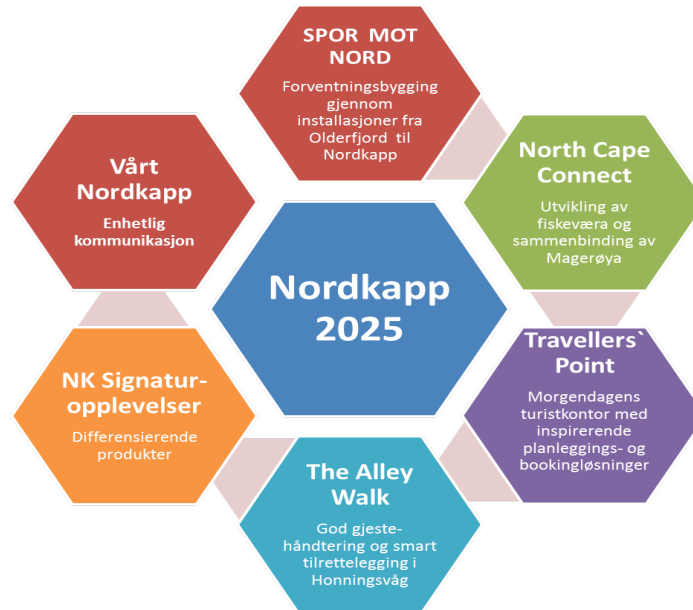 SPOR MOT
NORD
Forventningsbygging
gjennom
installasjoner fra
Olderfjord til
Nordkapp
North Cape
Connect
Utvikling av
fiskeværa og
sammenbinding av
Magerøya
Travellers`
Point
Morgendagens
turistkontor med
inspirerende
planleggings- og
bookingløsninger
The Alley
Walk
God gjeste-
håndtering og smart
tilrettelegging i
Honningsvåg
NK Signatur-
opplevelser
Differensierende
produkter
Vårt
Nordkapp
Enhetlig
kommunikasjon
Nordkapp
2025